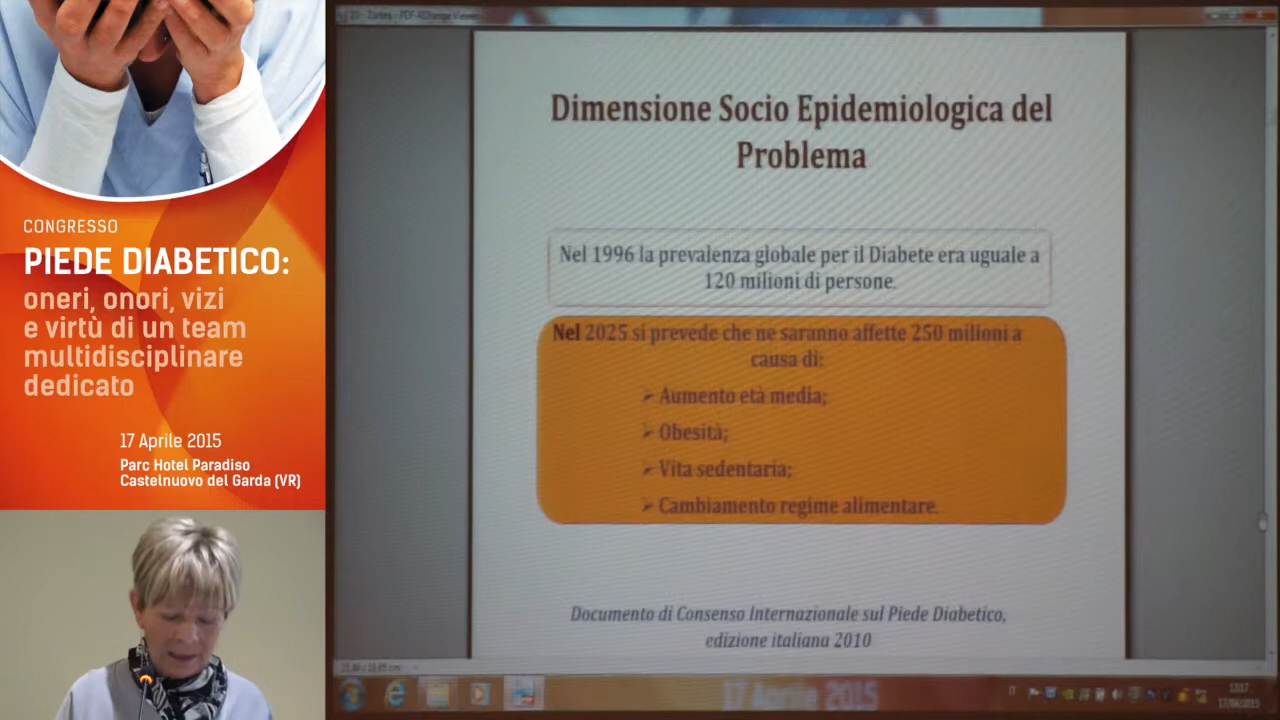 CONGRESSO
PIEDE DIABETICO:
oneri, onori, vizi
e virtù di un team
multidisciplinare
dedicato
17 Aprile 2015
Parc Hotel Paradiso
Castelnuovo del Garda (VR)
Dimensione Socio Epidemiologica del
Problema
Nel 1996 la prevalenza globale per il Diabete era uguale a
120 milioni di persone.
Nel 2025 si prevede che ne saranno affette 250 milioni a
causa di:
➢ Aumento età media;
➢ Obesità;
➢ Vita sedentaria;
➢ Cambiamento regime alimentare.
Documento di Consenso Internazionale sul Piede Diabetico,
edizione italiana 2010
17 Aprile 2015
IT